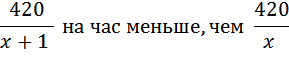 420/(x + 1) на час меньше, чем 420/x